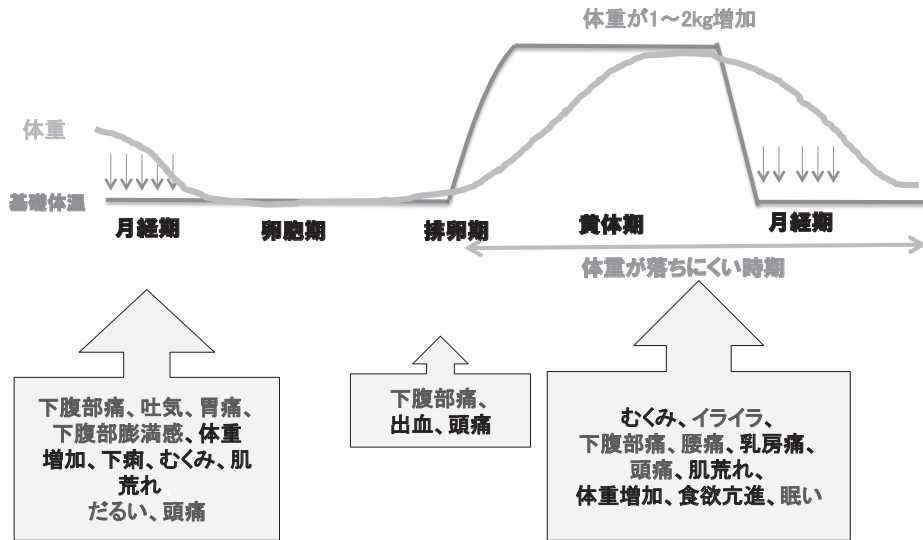 体重が1～2kg増加
体重
基礎体温
月経期
卵胞期
排卵期
黄体期
月経期
体重が落ちにくい時期
下腹部痛、吐気、胃痛、
下腹部膨満感、体重
増加、下痢、むくみ、肌
荒れ
だるい、頭痛
下腹部痛、
出血、頭痛
むくみ、イライラ、
下腹部痛、腰痛、乳房痛、
頭痛、肌荒れ、
体重増加、食欲亢進、眠い